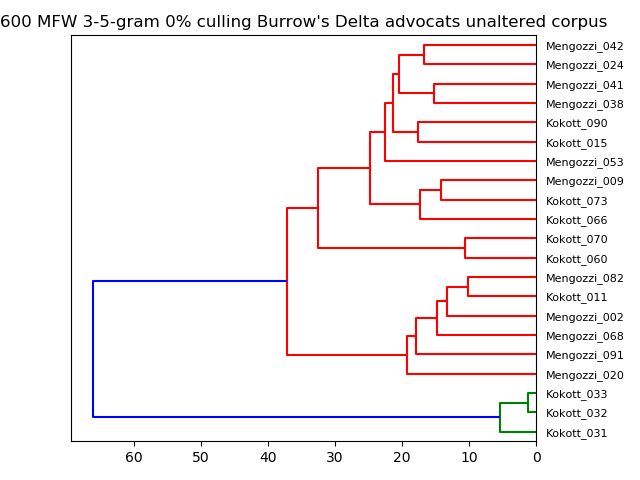 600 MFW 3-5-gram 0% culling Burrow's Delta advocats unaltered corpus
Mengozzi_042
Mengozzi_024
Mengozzi_041
Mengozzi_038
Kokott_090
Kokott_015
Mengozzi_053
Mengozzi_009
Kokott_073
Kokott_066
Kokott_070
Kokott_060
Mengozzi_082
Kokott_011
Mengozzi_002
Mengozzi_068
Mengozzi_091
Mengozzi_020
Kokott_033
Kokott_032
Kokott_031
60 50 40 30 20 10 0